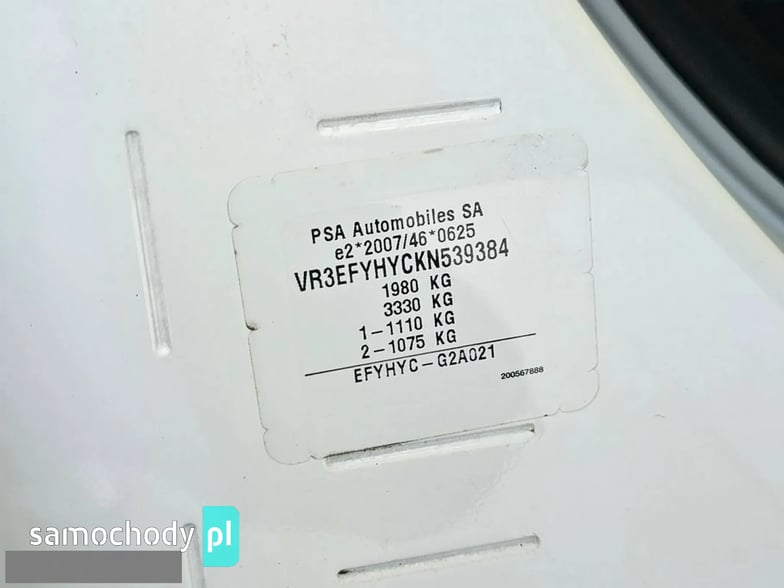 PSA Automobiles SA
e2*2007/46*0625
VR3EFYHYCKN539384
1980 KG
3330 KG
1-1110 KG
2-1075 KG
EFYHYC-G2A021
200567888
samochody pl